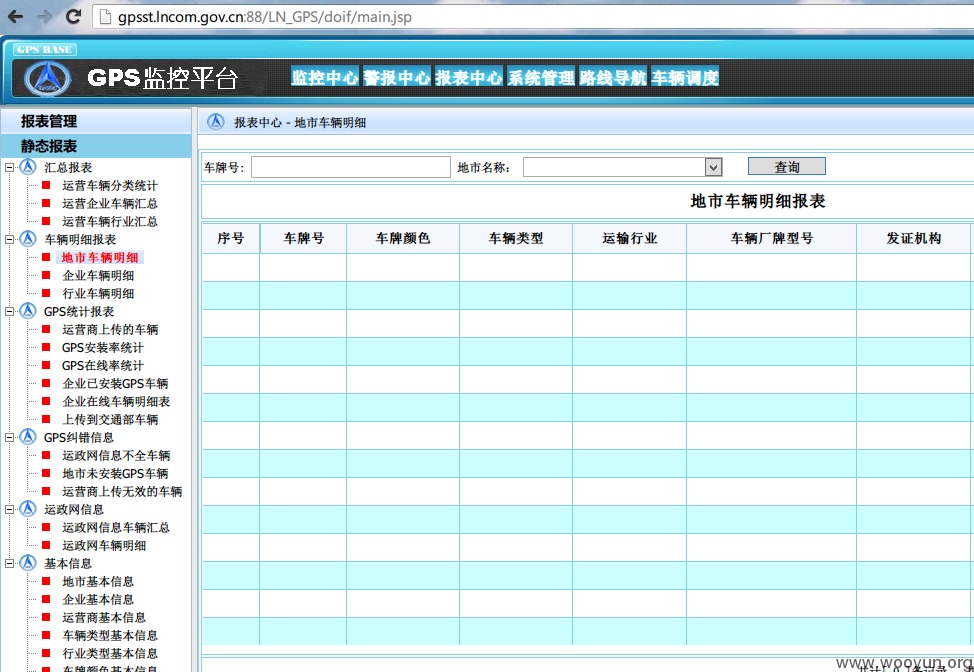 gpsst.lncom.gov.cn:88/LN_GPS/doif/main.jsp
GPS BASE
GPS监控平台
监控中心 警报中心 报表中心 系统管理 路线导航 车辆调度
报表管理
静态报表
汇总报表
运营车辆分类统计
运营企业车辆汇总
运营车辆行业汇总
车辆明细报表
地市车辆明细
企业车辆明细
行业车辆明细
GPS统计报表
运营商上传的车辆
GPS安装率统计
GPS在线率统计
企业已安装GPS车辆
企业在线车辆明细表
上传到交通部车辆
GPS纠错信息
运政网信息不全车辆
地市未安装GPS车辆
运营商上传无效的车辆
运政网信息
运政网信息车辆汇总
运政网车辆明细
基本信息
地市基本信息
企业基本信息
运营商基本信息
车辆类型基本信息
行业类型基本信息
车牌颜色基本信息
报表中心 - 地市车辆明细
车牌号： 地市名称： 查询
地市车辆明细报表
序号 车牌号 车牌颜色 车辆类型 运输行业 车辆厂牌型号 发证机构
www.wooyun.org